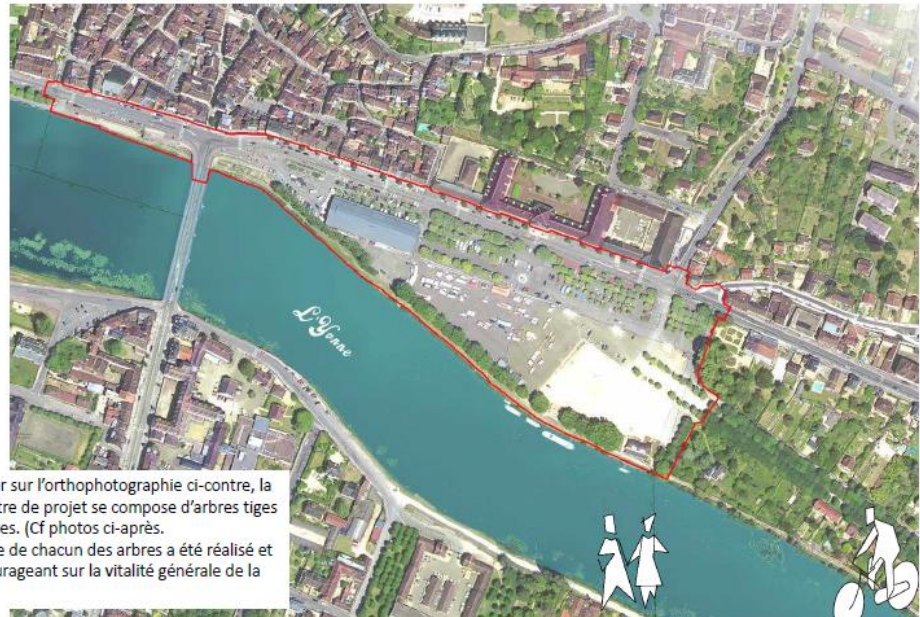 L'Yonne
r sur l'orthophotographie ci-contre, la
tre de projet se compose d'arbres tiges
es. (Cf photos ci-après.
e de chacun des arbres a été réalisé et
urageant sur la vitalité générale de la